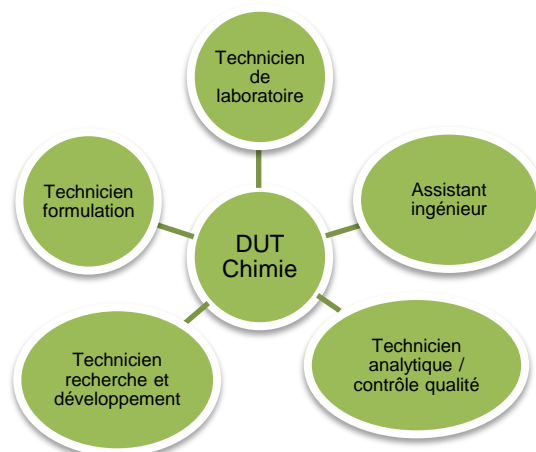 Technicien
de
laboratoire
Technicien
formulation
Assistant
ingénieur
DUT
Chimie
Technicien
recherche et
développement
Technicien
analytique /
contrôle qualité